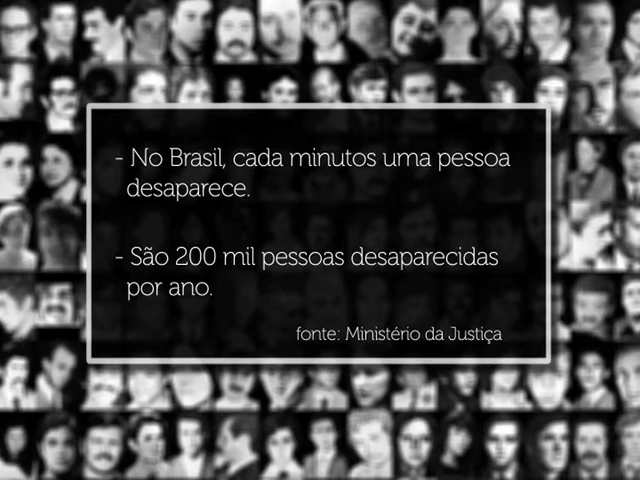 - No Brasil, cada minutos uma pessoa
desaparece.
- São 200 mil pessoas desaparecidas
por ano.
fonte: Ministério da Justiça